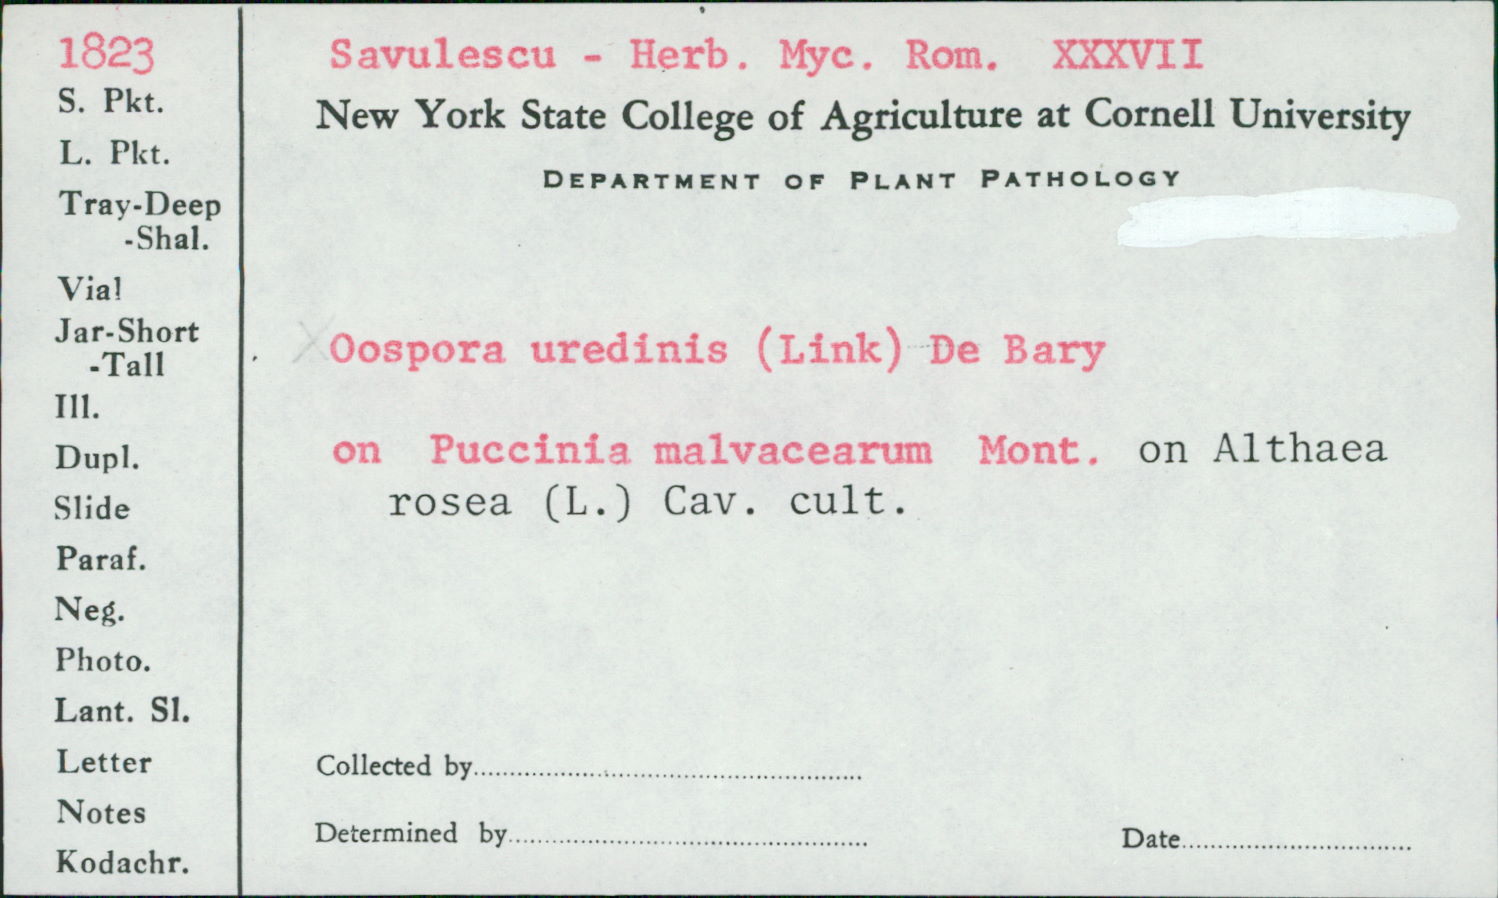 1823
S. Pkt.
L. Pkt.
Tray-Deep
-Shal.
Vial
Jar-Short
-Tall
Ill.
Dupl.
Slide
Paraf.
Neg.
Photo.
Lant. Sl.
Letter
Notes
Kodachr.
Savulescu - Herb. Myc. Rom. XXXVII
New York State College of Agriculture at Cornell University
DEPARTMENT OF PLANT PATHOLOGY
X Oospora uredinis (Link) De Bary
on Puccinia malvacearum Mont. on Althaea
rosea (L.) Cav. cult.
Collected by
Determined by
Date